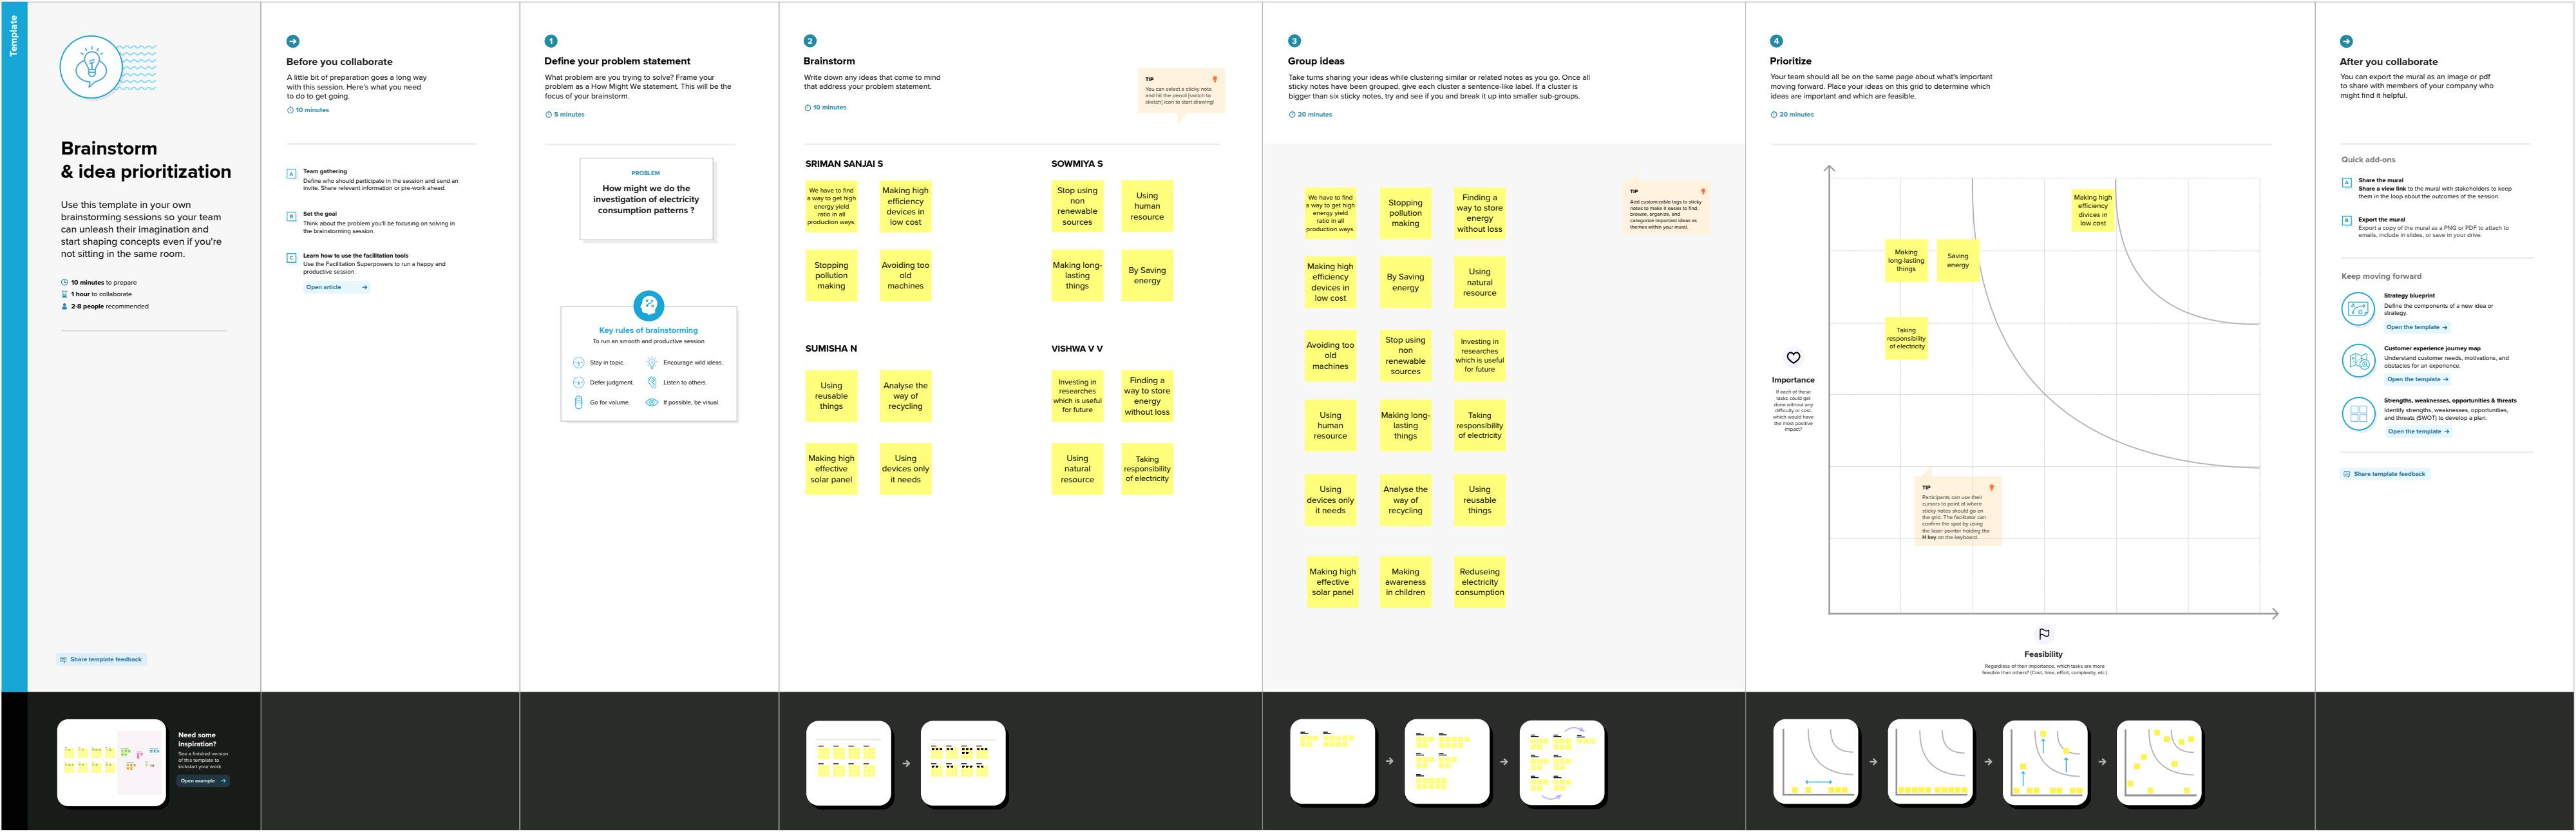 Template
Brainstorm
& idea prioritization
Use this template in your own
brainstorming sessions so your team
can unleash their imagination and
start shaping concepts even if you're
not sitting in the same room.
10 minutes to prepare
1 hour to collaborate
2-8 people recommended
Share template feedback
Need some
inspiration?
See a finished version
of this template to
kickstart your work.
Open example
Before you collaborate
A little bit of preparation goes a long way
with this session. Here's what you need
to do to get going.
10 minutes
A
Team gathering
Define who should participate in the session and send an
invite. Share relevant information or pre-work ahead.
B
Set the goal
Think about the problem you'll be focusing on solving in
the brainstorming session.
C
Learn how to use the facilitation tools
Use the Facilitation Superpowers to run a happy and
productive session.
Open article
1
Define your problem statement
What problem are you trying to solve? Frame your
problem as a How Might We statement. This will be the
focus of your brainstorm.
5 minutes
PROBLEM
How might we do the
investigation of electricity
consumption patterns ?
Key rules of brainstorming
To run an smooth and productive session
Stay in topic.
Encourage wild ideas.
Defer judgment.
Listen to others.
Go for volume.
If possible, be visual.
2
Brainstorm
Write down any ideas that come to mind
that address your problem statement.
10 minutes
TIP
You can select a sticky note
and hit the pencil [switch to
sketch] icon to start drawing!
SRIMAN SANJAI S
We have to find
a way to get high
energy yield
ratio in all
production ways.
Making high
efficiency
devices in
low cost
Stopping
pollution
making
Avoiding too
old
machines
SOWMIYA S
Stop using
non
renewable
sources
Using
human
resource
Making long-
lasting
things
By Saving
energy
SUMISHA N
Using
reusable
things
Analyse the
way of
recycling
Making high
effective
solar panel
Using
devices only
it needs
VISHWA V V
Investing in
researches
which is useful
for future
Finding a
way to store
energy
without loss
Using
natural
resource
Taking
responsibility
of electricity
3
Group ideas
Take turns sharing your ideas while clustering similar or related notes as you go. Once all
sticky notes have been grouped, give each cluster a sentence-like label. If a cluster is
bigger than six sticky notes, try and see if you and break it up into smaller sub-groups.
20 minutes
TIP
Add customizable tags to sticky
notes to make it easier to find,
browse, organize, and
categorize important ideas as
themes within your mural.
We have to find
a way to get high
energy yield
ratio in all
production ways.
Stopping
pollution
making
Finding a
way to store
energy
without loss
Making high
efficiency
devices in
low cost
By Saving
energy
Using
natural
resource
Avoiding too
old
machines
Stop using
non
renewable
sources
Investing in
researches
which is useful
for future
Using
human
resource
Making long-
lasting
things
Taking
responsibility
of electricity
Using
devices only
it needs
Analyse the
way of
recycling
Using
reusable
things
Making high
effective
solar panel
Making
awareness
in children
Reduseing
electricity
consumption
4
Prioritize
Your team should all be on the same page about what's important
moving forward. Place your ideas on this grid to determine which
ideas are important and which are feasible.
20 minutes
Making high
efficiency
divices in
low cost
Making
long-lasting
things
Saving
energy
Taking
responsibility
of electricity
Importance
If each of these
tasks could get
done without any
difficulty or cost,
which would have
the most positive
impact?
TIP
Participants can use their
cursors to point at where
sticky notes should go on
the grid. The facilitator can
confirm the spot by using
the laser pointer holding the
H key on the keyboard.
Feasibility
Regardless of their importance, which tasks are more
feasible than others? (Cost, time, effort, complexity, etc.)
After you collaborate
You can export the mural as an image or pdf
to share with members of your company who
might find it helpful.
Quick add-ons
A
Share the mural
Share a view link to the mural with stakeholders to keep
them in the loop about the outcomes of the session.
B
Export the mural
Export a copy of the mural as a PNG or PDF to attach to
emails, include in slides, or save in your drive.
Keep moving forward
Strategy blueprint
Define the components of a new idea or
strategy.
Open the template
Customer experience journey map
Understand customer needs, motivations, and
obstacles for an experience.
Open the template
Strengths, weaknesses, opportunities & threats
Identify strengths, weaknesses, opportunities,
and threats (SWOT) to develop a plan.
Open the template
Share template feedback